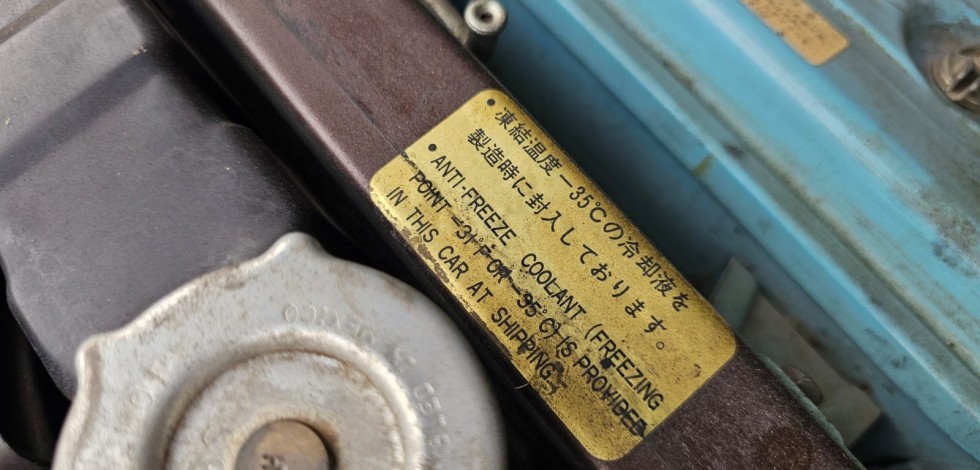 •凍結温度−35℃の冷却液を
製造時に封入しております。
•ANTI-FREEZE COOLANT (FREEZING
POINT -31°F OR -35℃) IS PROVIDED
IN THIS CAR AT SHIPPING.